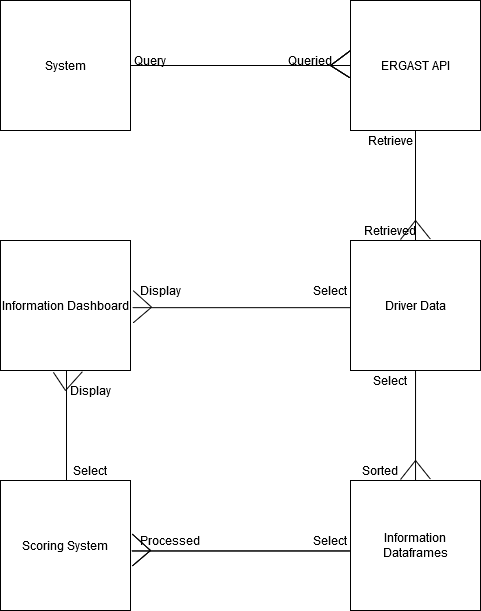 System
Query
Queried
ERGAST API
Retrieve
Retrieved
Information Dashboard
Display
Select
Driver Data
Display
Select
Select
Sorted
Scoring System
Processed
Select
Information
Dataframes